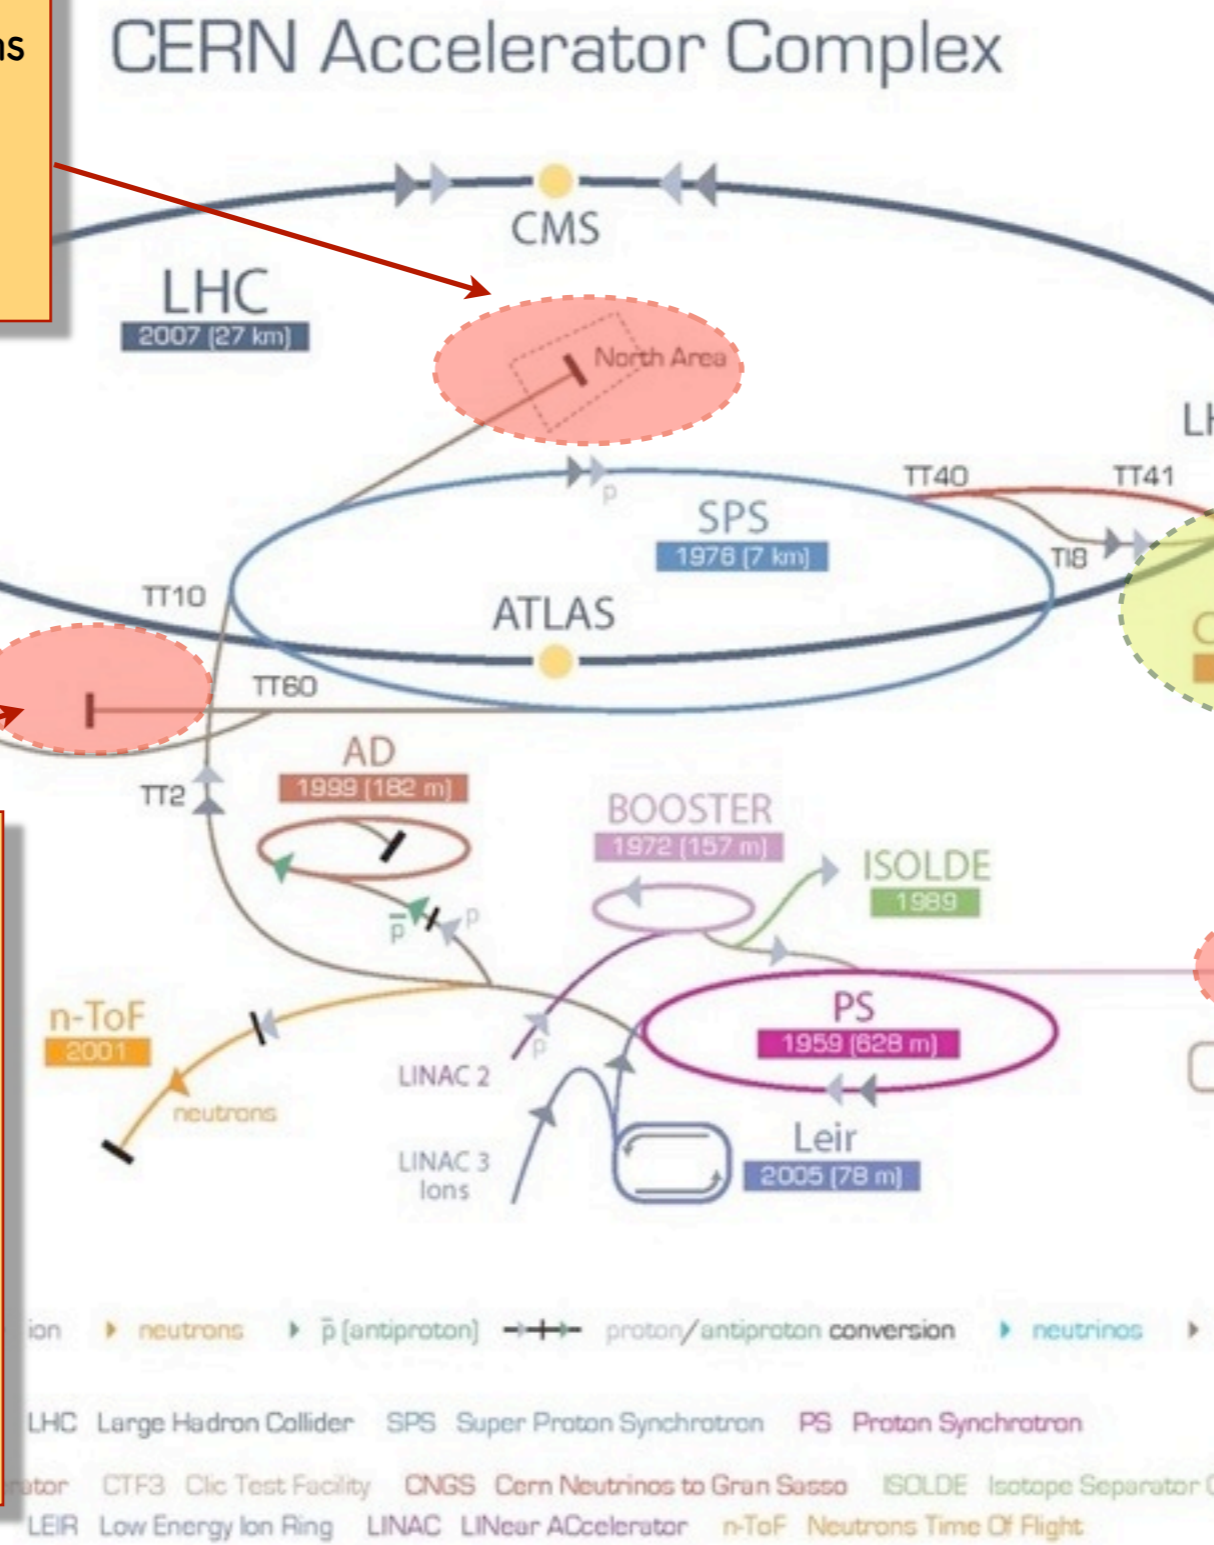 CERN Accelerator Complex
CMS
LHC
2007 (27 km)
North Area
TT40
TT41
p
SPS
1976 (7 km)
TI8
TT10
ATLAS
TT60
AD
1999 (182 m)
TT2
BOOSTER
1972 (157 m)
ISOLDE
1989
p
p̅
n-ToF
2001
PS
1959 (628 m)
p
LINAC 2
neutrons
Leir
2005 (78 m)
LINAC 3
Ions
ion neutrons p̅ (antiproton) proton/antiproton conversion neutrinos
LHC Large Hadron Collider SPS Super Proton Synchrotron PS Proton Synchrotron
CTF3 Clic Test Facility CNGS Cern Neutrinos to Gran Sasso ISOLDE Isotope Separator
LEIR Low Energy Ion Ring LINAC LINear ACcelerator n-ToF Neutrons Time Of Flight